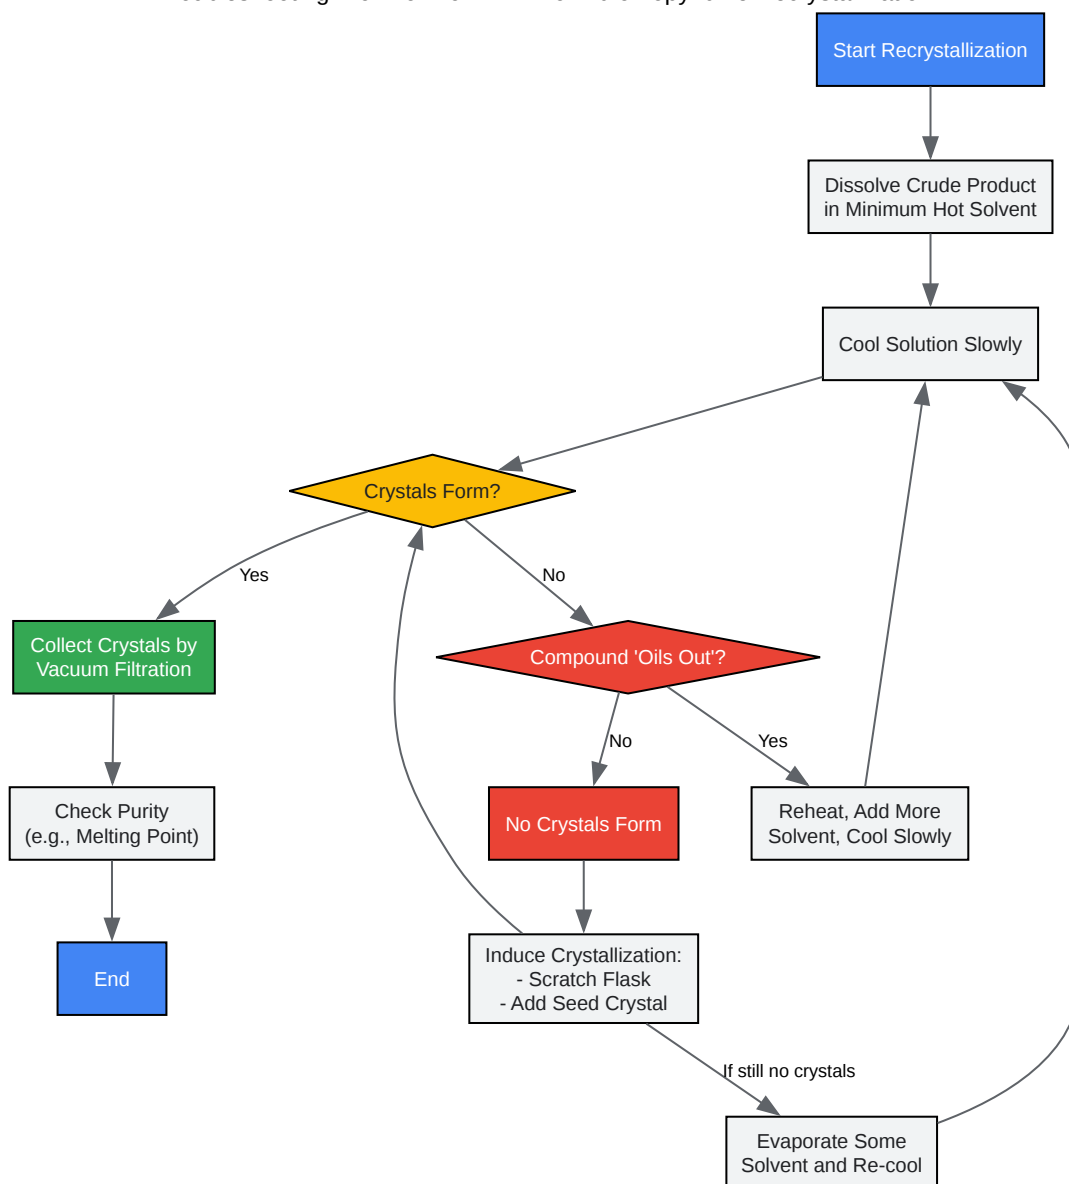 Start Recrystallization
Dissolve Crude Product
in Minimum Hot Solvent
Cool Solution Slowly
Crystals Form?
Yes
No
Collect Crystals by
Vacuum Filtration
Compound 'Oils Out'?
No
Yes
Check Purity
(e.g., Melting Point)
No Crystals Form
Reheat, Add More
Solvent, Cool Slowly
Induce Crystallization:
- Scratch Flask
- Add Seed Crystal
End
If still no crystals
Evaporate Some
Solvent and Re-cool